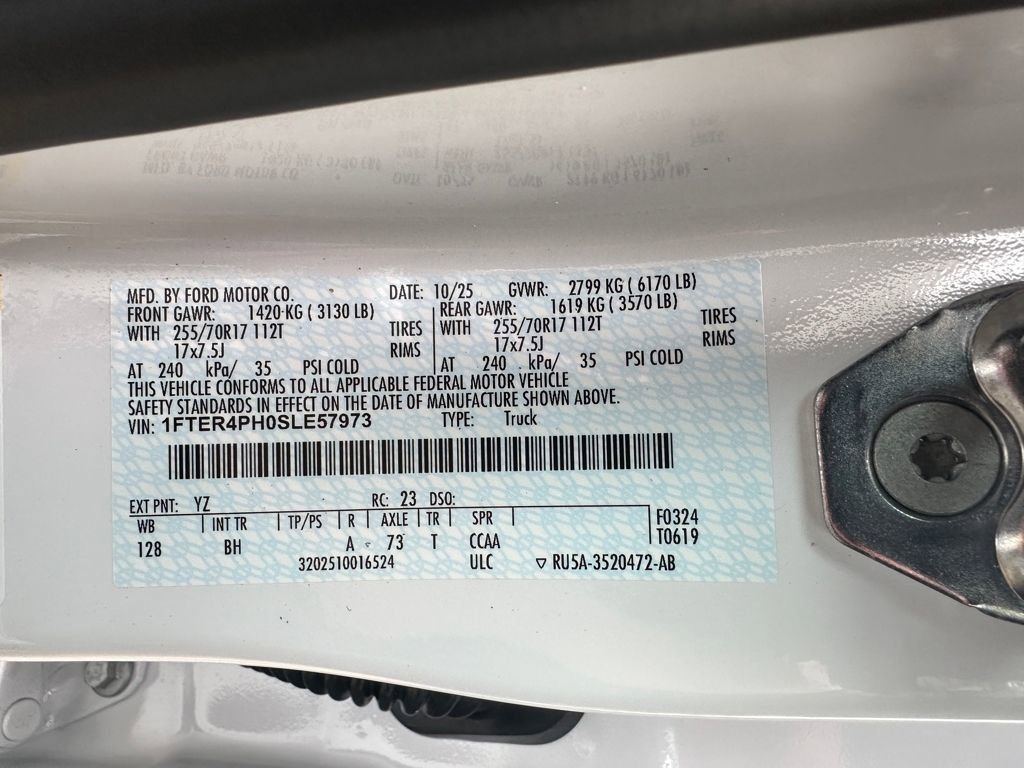 MFD. BY FORD MOTOR CO. DATE: 10/25 GVWR: 2799 KG ( 6170 LB)
FRONT GAWR: 1420 KG ( 3130 LB) REAR GAWR: 1619 KG ( 3570 LB)
WITH 255/70R17 112T TIRES WITH 255/70R17 112T TIRES
17x7.5J RIMS 17x7.5J RIMS
AT 240 kPa/ 35 PSI COLD AT 240 kPa/ 35 PSI COLD
THIS VEHICLE CONFORMS TO ALL APPLICABLE FEDERAL MOTOR VEHICLE
SAFETY STANDARDS IN EFFECT ON THE DATE OF MANUFACTURE SHOWN ABOVE.
VIN: 1FTER4PH0SLE57973 TYPE: Truck
EXT PNT: YZ RC: 23 DSO:
WB INT TR TP/PS R AXLE TR SPR F0324
128 BH A 73 T CCAA T0619
3202510016524 ULC ▽ RU5A-3520472-AB